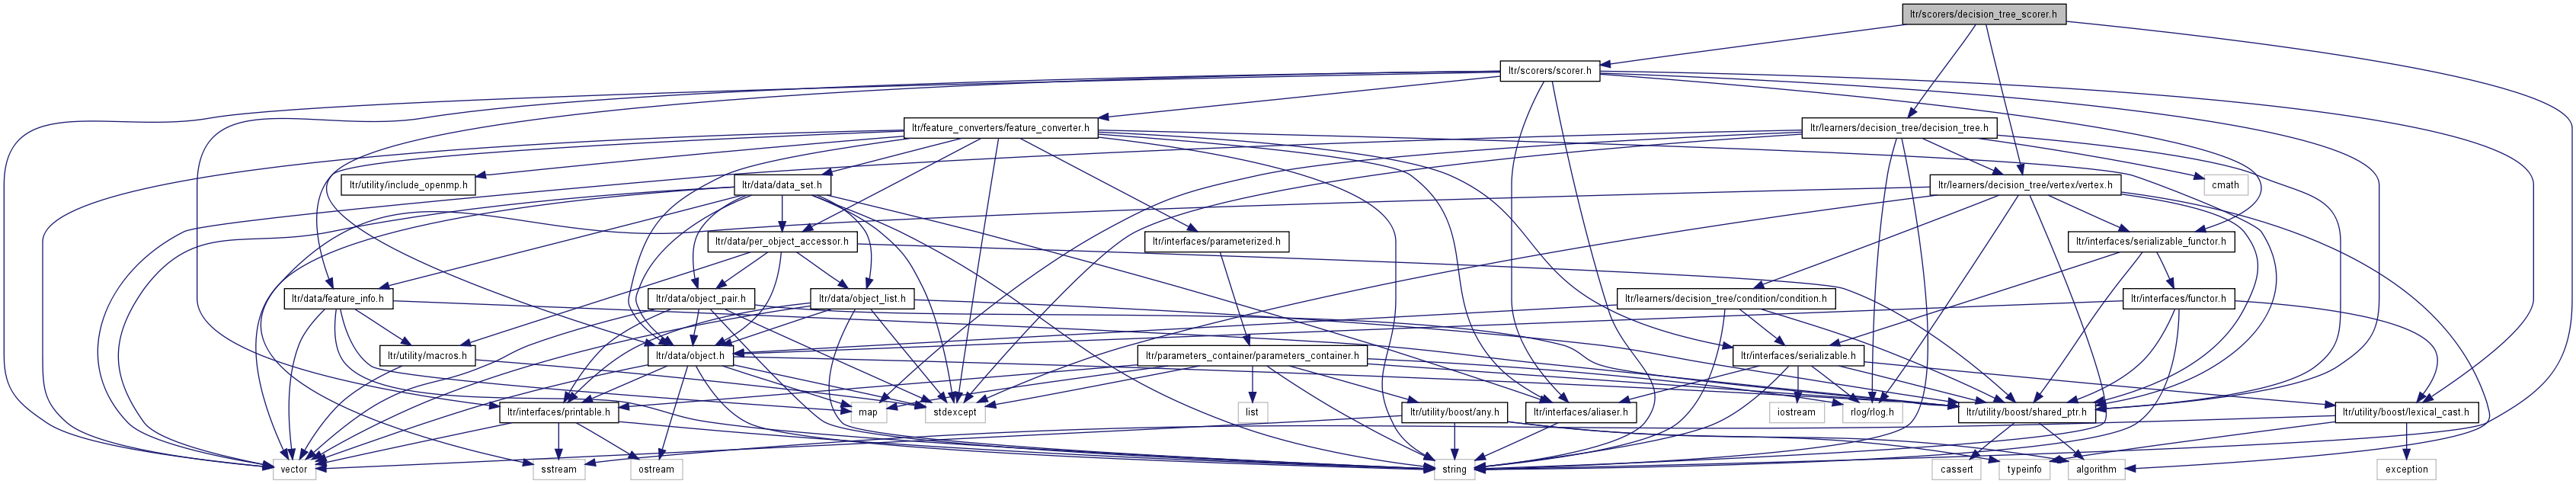 ltr/scorers/decision_tree_scorer.h
ltr/scorers/scorer.h
ltr/feature_converters/feature_converter.h
ltr/learners/decision_tree/decision_tree.h
ltr/utility/include_openmp.h
ltr/data/data_set.h
ltr/learners/decision_tree/vertex/vertex.h
cmath
ltr/data/per_object_accessor.h
ltr/interfaces/parameterized.h
ltr/interfaces/serializable_functor.h
ltr/data/feature_info.h
ltr/data/object_pair.h
ltr/data/object_list.h
ltr/learners/decision_tree/condition/condition.h
ltr/interfaces/functor.h
ltr/utility/macros.h
ltr/data/object.h
ltr/parameters_container/parameters_container.h
ltr/interfaces/serializable.h
ltr/interfaces/printable.h
map
stdexcept
list
ltr/utility/boost/any.h
ltr/interfaces/aliaser.h
iostream
rlog/rlog.h
ltr/utility/boost/shared_ptr.h
ltr/utility/boost/lexical_cast.h
vector
sstream
ostream
string
cassert
typeinfo
algorithm
exception